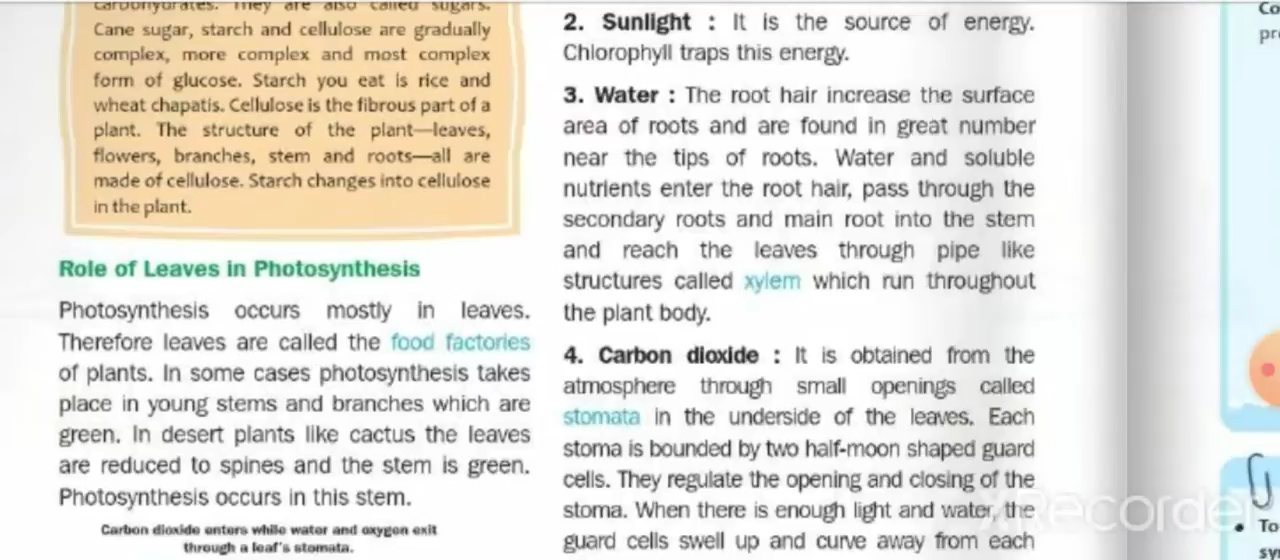 carbohydrates. They are also called sugars.
Cane sugar, starch and cellulose are gradually
complex, more complex and most complex
form of glucose. Starch you eat is rice and
wheat chapatis. Cellulose is the fibrous part of a
plant. The structure of the plant—leaves,
flowers, branches, stem and roots—all are
made of cellulose. Starch changes into cellulose
in the plant.
Role of Leaves in Photosynthesis
Photosynthesis occurs mostly in leaves.
Therefore leaves are called the food factories
of plants. In some cases photosynthesis takes
place in young stems and branches which are
green. In desert plants like cactus the leaves
are reduced to spines and the stem is green.
Photosynthesis occurs in this stem.
Carbon dioxide enters while water and oxygen exit
through a leaf's stomata.
2. Sunlight : It is the source of energy.
Chlorophyll traps this energy.
3. Water : The root hair increase the surface
area of roots and are found in great number
near the tips of roots. Water and soluble
nutrients enter the root hair, pass through the
secondary roots and main root into the stem
and reach the leaves through pipe like
structures called xylem which run throughout
the plant body.
4. Carbon dioxide : It is obtained from the
atmosphere through small openings called
stomata in the underside of the leaves. Each
stoma is bounded by two half-moon shaped guard
cells. They regulate the opening and closing of the
stoma. When there is enough light and water, the
guard cells swell up and curve away from each
Co
pr
• To
XRecorder